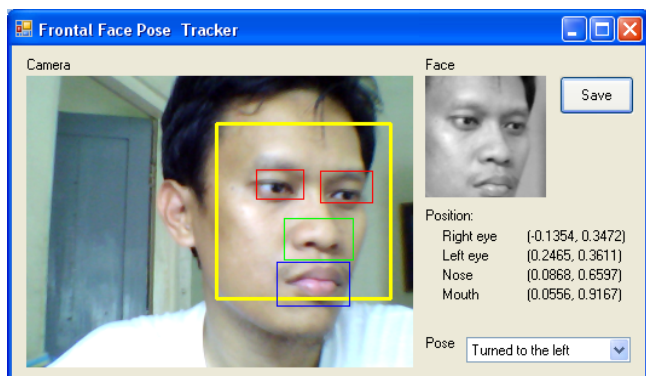 Frontal Face Pose Tracker
Camera
Face
Save
Position:
Right eye (-0.1354, 0.3472)
Left eye (0.2465, 0.3611)
Nose (0.0868, 0.6597)
Mouth (0.0556, 0.9167)
Pose Turned to the left